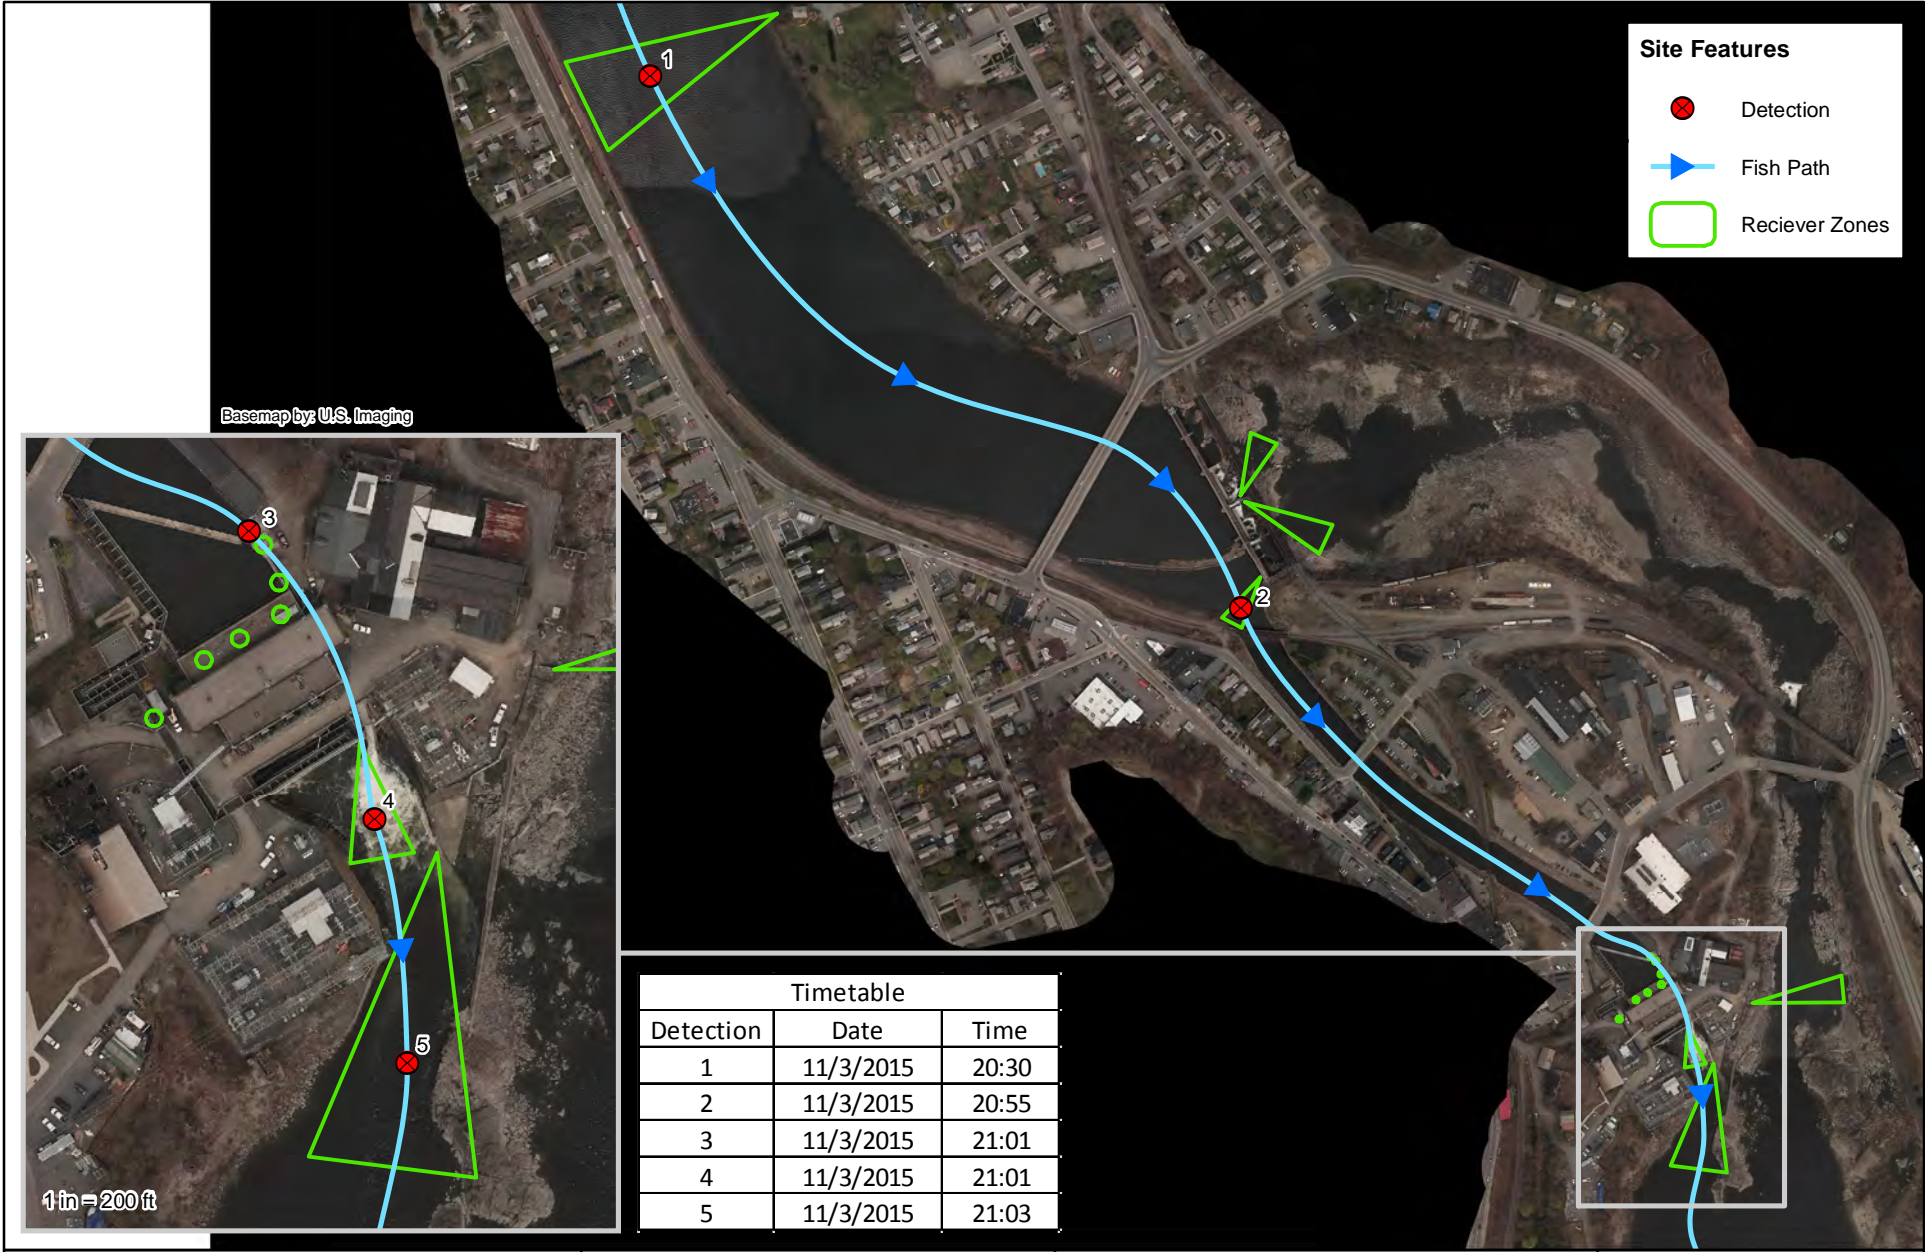 Site Features
Detection
Fish Path
Reciever Zones
1
2
Basemap by: U.S. Imaging
3
4
5
1 in = 200 ft
Timetable
Detection Date Time
1 11/3/2015 20:30
2 11/3/2015 20:55
3 11/3/2015 21:01
4 11/3/2015 21:01
5 11/3/2015 21:03